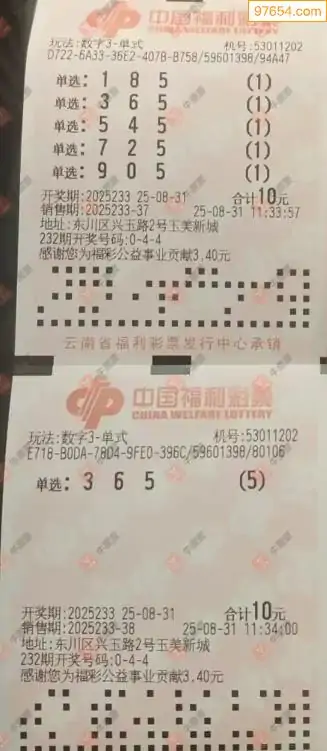 97654.com
中国福利彩票
玩法:数字3-单式 机号:53011202
D722-6A33-36E2-407B-B758/59601398/94A47
单选: 1 8 5 (1)
单选: 3 6 5 (1)
单选: 5 4 5 (1)
单选: 7 2 5 (1)
单选: 9 0 5 (1)
开奖期:2025233 25-08-31 合计10元
销售期:2025233-37 25-08-31 11:33:57
地址:东川区兴玉路2号玉美新城
232期开奖号码:0-4-4
感谢您为福彩公益事业贡献3.40元
云南省福利彩票发行中心承销
中国福利彩票
CHINA WELFARE LOTTERY
玩法:数字3-单式 机号:53011202
E718-B0DA-78D4-9FE0-396C/59601398/80106
单选: 3 6 5 (5)
开奖期:2025233 25-08-31 合计10元
销售期:2025233-38 25-08-31 11:34:00
地址:东川区兴玉路2号玉美新城
232期开奖号码:0-4-4
感谢您为福彩公益事业贡献3.40元